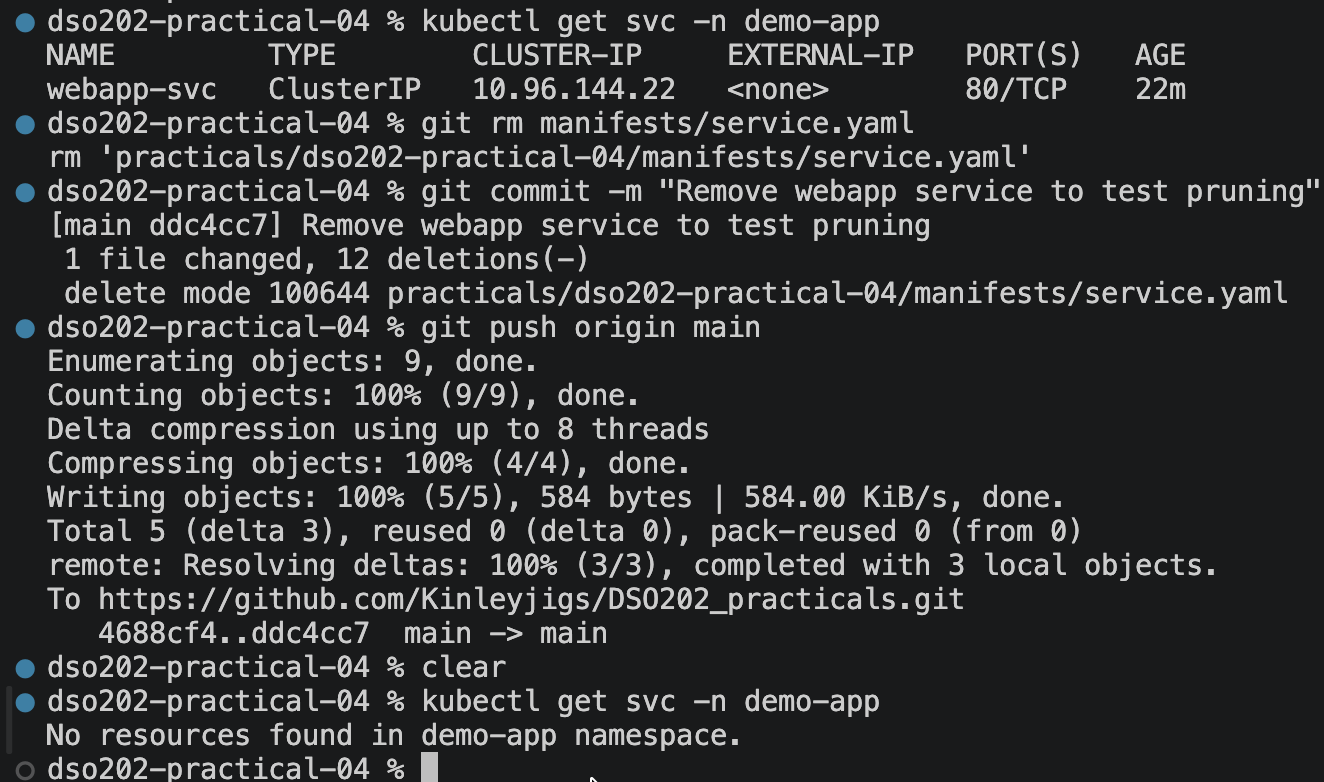 dso202-practical-04 % kubectl get svc -n demo-app
NAME         TYPE        CLUSTER-IP     EXTERNAL-IP   PORT(S)   AGE
webapp-svc   ClusterIP   10.96.144.22   <none>        80/TCP    22m
dso202-practical-04 % git rm manifests/service.yaml
rm 'practicals/dso202-practical-04/manifests/service.yaml'
dso202-practical-04 % git commit -m "Remove webapp service to test pruning"
[main ddc4cc7] Remove webapp service to test pruning
 1 file changed, 12 deletions(-)
 delete mode 100644 practicals/dso202-practical-04/manifests/service.yaml
dso202-practical-04 % git push origin main
Enumerating objects: 9, done.
Counting objects: 100% (9/9), done.
Delta compression using up to 8 threads
Compressing objects: 100% (4/4), done.
Writing objects: 100% (5/5), 584 bytes | 584.00 KiB/s, done.
Total 5 (delta 3), reused 0 (delta 0), pack-reused 0 (from 0)
remote: Resolving deltas: 100% (3/3), completed with 3 local objects.
To https://github.com/Kinleyjigs/DSO202_practicals.git
   4688cf4..ddc4cc7  main -> main
dso202-practical-04 % clear
dso202-practical-04 % kubectl get svc -n demo-app
No resources found in demo-app namespace.
dso202-practical-04 %